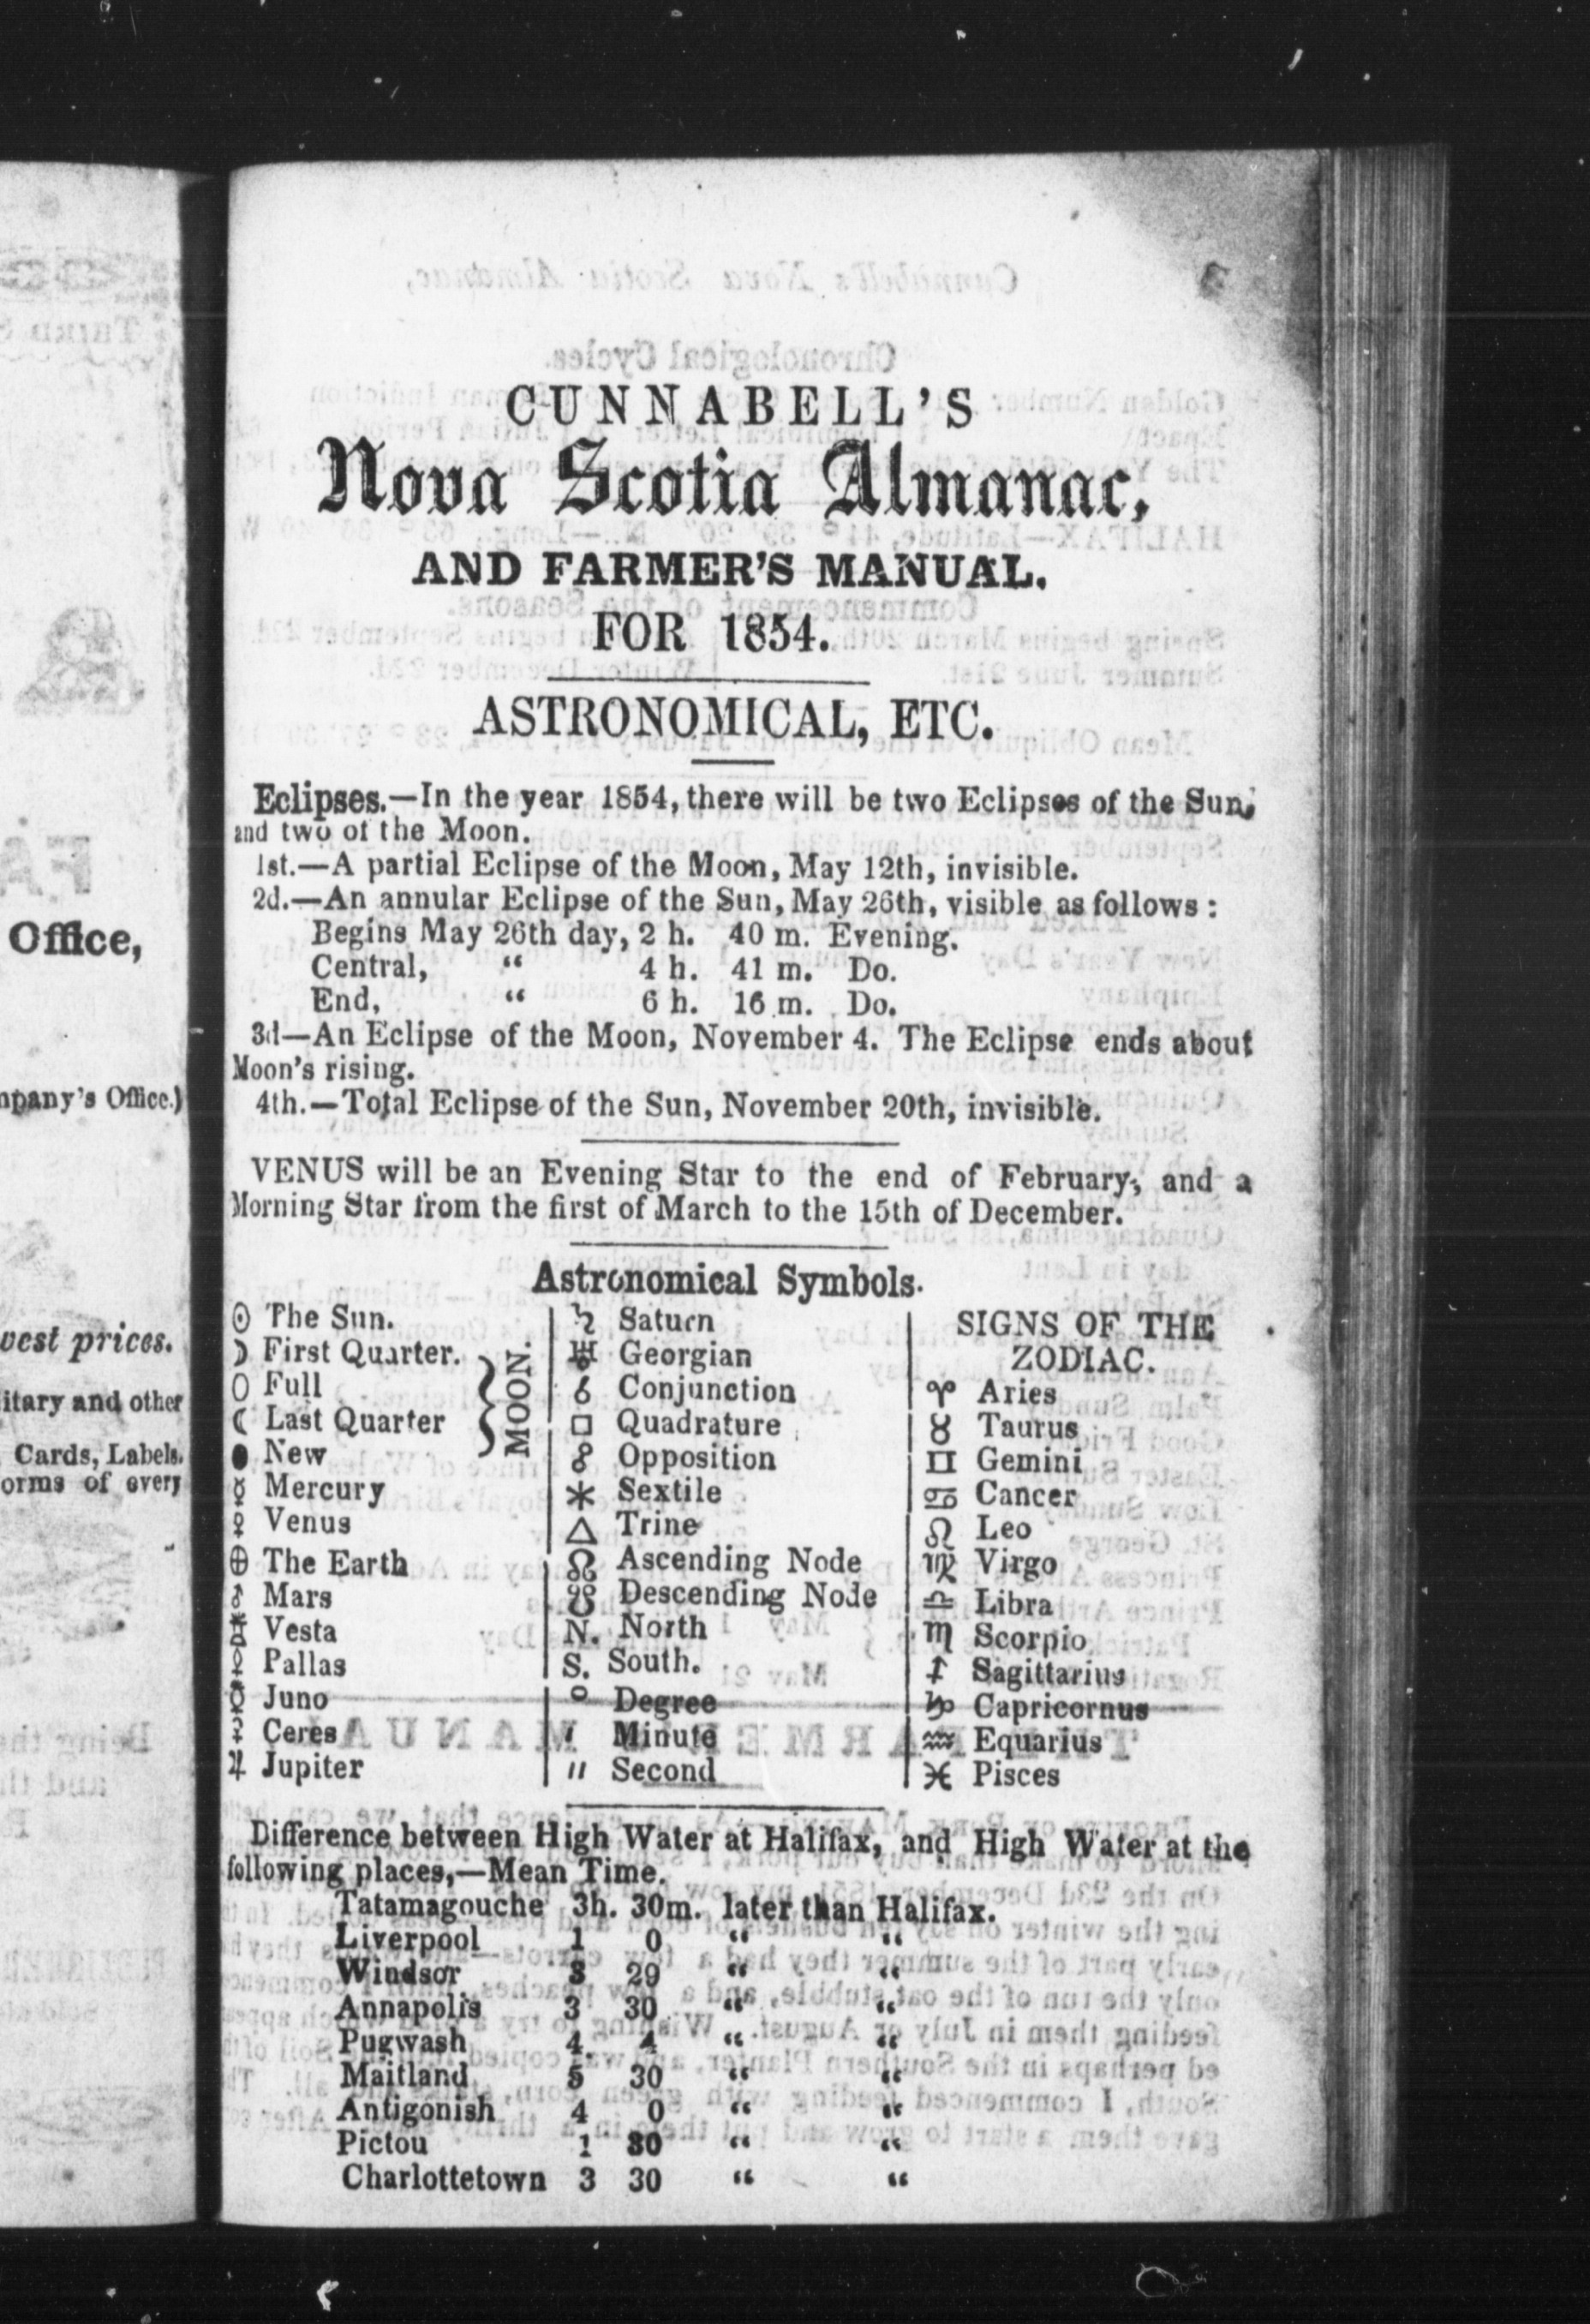 Office,
mpany's Office.)
vest prices.
itary and other
Cards, Labels.
orms of every
CUNNABELL'S
Nova Scotia Almanac,
AND FARMER'S MANUAL.
FOR 1854.
ASTRONOMICAL, ETC.
Eclipses.—In the year 1854, there will be two Eclipses of the Sun,
and two of the Moon.
1st.—A partial Eclipse of the Moon, May 12th, invisible.
2d.—An annular Eclipse of the Sun, May 26th, visible as follows:
Begins May 26th day, 2 h. 40 m. Evening.
Central, " 4 h. 41 m. Do.
End, " 6 h. 16 m. Do.
3d—An Eclipse of the Moon, November 4. The Eclipse ends about
Moon's rising.
4th.—Total Eclipse of the Sun, November 20th, invisible.
VENUS will be an Evening Star to the end of February, and a
Morning Star from the first of March to the 15th of December.
Astronomical Symbols.
☉ The Sun.
☽ First Quarter.
○ Full
☾ Last Quarter
● New
MOON.
☿ Mercury
♀ Venus
⊕ The Earth
♂ Mars
⚶ Vesta
⚴ Pallas
⚵ Juno
⚳ Ceres
♃ Jupiter
♄ Saturn
♅ Georgian
☌ Conjunction
□ Quadrature
☍ Opposition
⚹ Sextile
△ Trine
☊ Ascending Node
☋ Descending Node
N. North
S. South.
° Degree
′ Minute
″ Second
SIGNS OF THE
ZODIAC.
♈ Aries
♉ Taurus
♊ Gemini
♋ Cancer
♌ Leo
♍ Virgo
♎ Libra
♏ Scorpio
♐ Sagittarius
♑ Capricornus
♒ Equarius
♓ Pisces
Difference between High Water at Halifax, and High Water at the
following places,—Mean Time.
Tatamagouche 3h. 30m. later than Halifax.
Liverpool 1 0 " "
Windsor 3 29 " "
Annapolis 3 30 " "
Pugwash 4 4 " "
Maitland 5 30 " "
Antigonish 4 0 " "
Pictou 1 30 " "
Charlottetown 3 30 " "